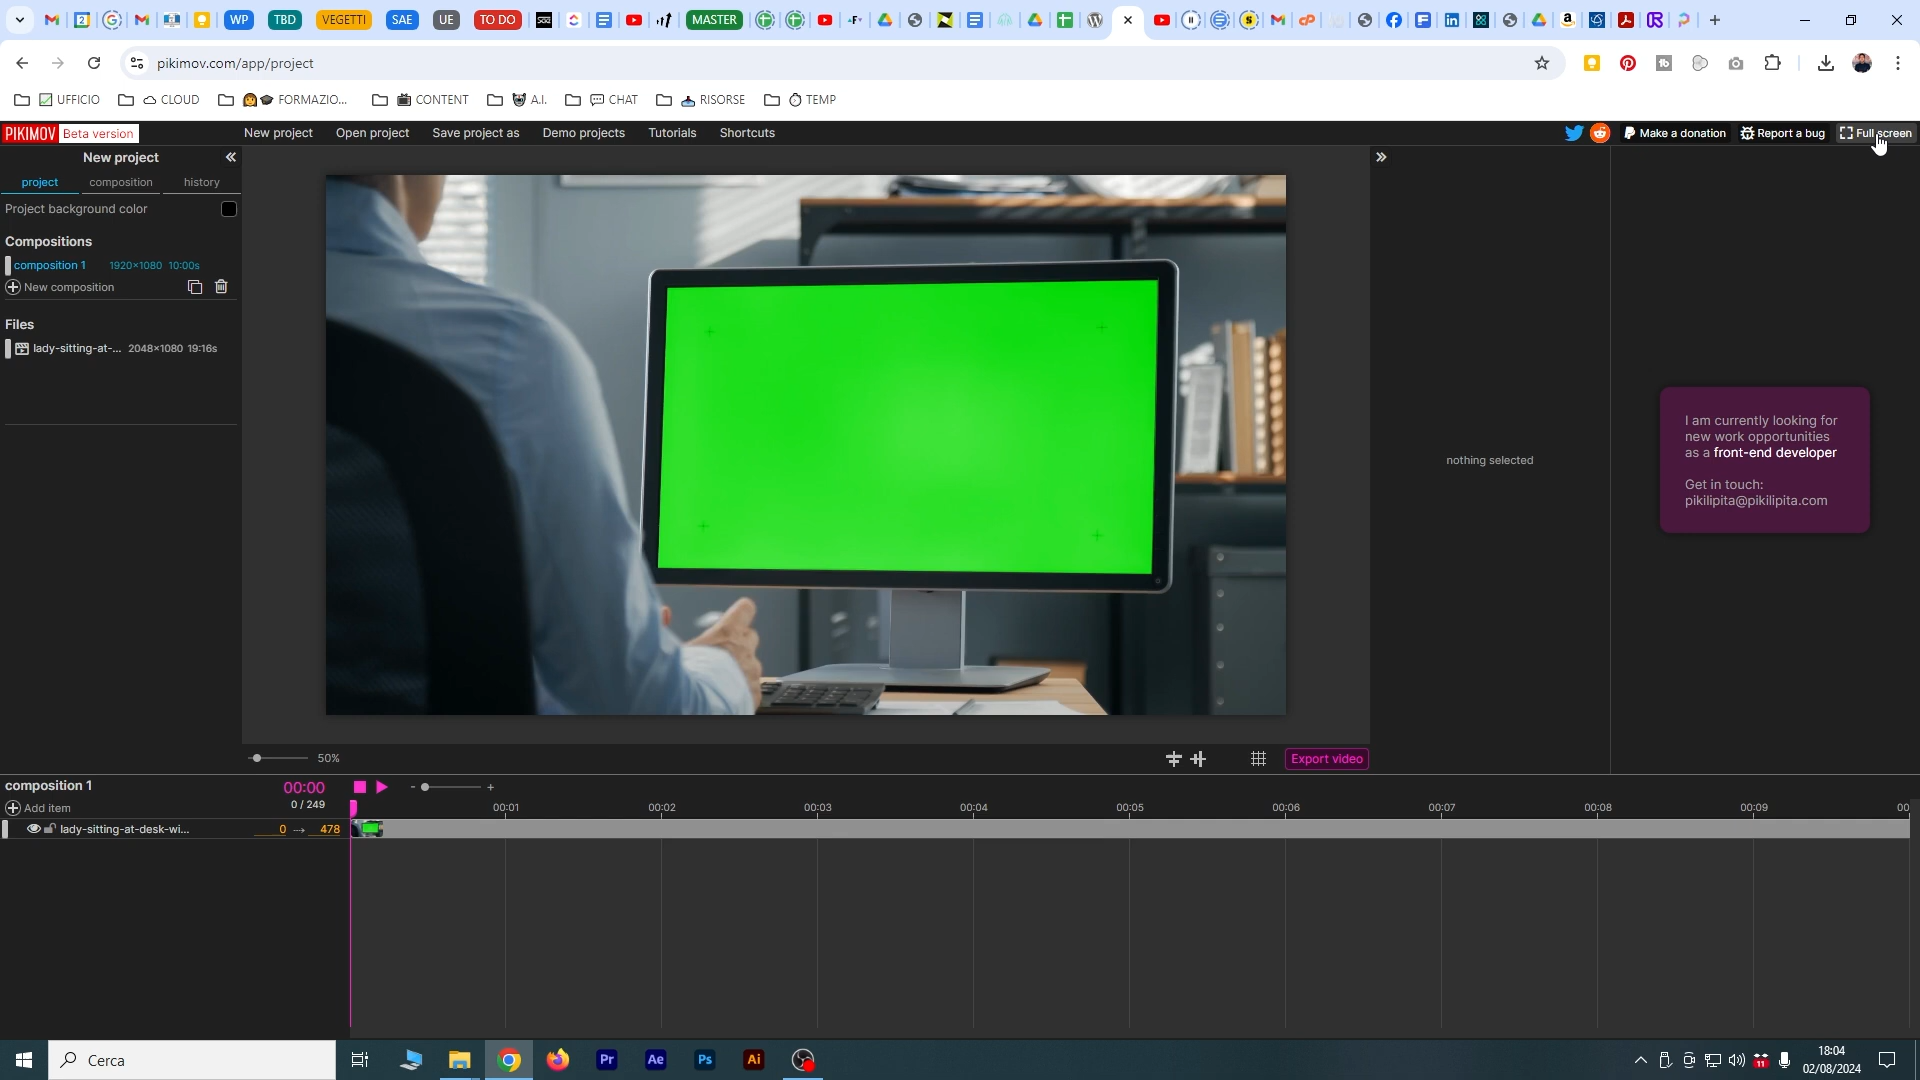 WP
TBD
VEGETTI
SAE
UE
TO DO
MASTER
pikimov.com/app/project
UFFICIO
CLOUD
FORMAZIO...
CONTENT
A.I.
CHAT
RISORSE
TEMP
PIKIMOV Beta version
New project
Open project
Save project as
Demo projects
Tutorials
Shortcuts
Make a donation
Report a bug
Full screen
New project
project
composition
history
Project background color
Compositions
composition 1 1920×1080 10:00s
New composition
Files
lady-sitting-at-... 2048×1080 19:16s
nothing selected
I am currently looking for
new work opportunities
as a front-end developer
Get in touch:
pikilipita@pikilipita.com
50%
Export video
composition 1
00:00
- +
Add item
0 / 249
00:01 00:02 00:03 00:04 00:05 00:06 00:07 00:08 00:09 00
lady-sitting-at-desk-wi...
0 → 478
Cerca
Pr
Ae
Ps
Ai
11
18:04
02/08/2024